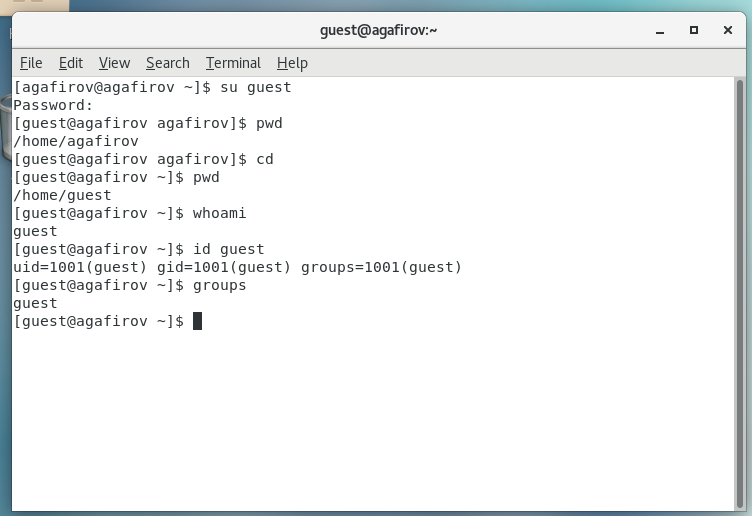 guest@agafirov:~
File Edit View Search Terminal Help
[agafirov@agafirov ~]$ su guest
Password:
[guest@agafirov agafirov]$ pwd
/home/agafirov
[guest@agafirov agafirov]$ cd
[guest@agafirov ~]$ pwd
/home/guest
[guest@agafirov ~]$ whoami
guest
[guest@agafirov ~]$ id guest
uid=1001(guest) gid=1001(guest) groups=1001(guest)
[guest@agafirov ~]$ groups
guest
[guest@agafirov ~]$